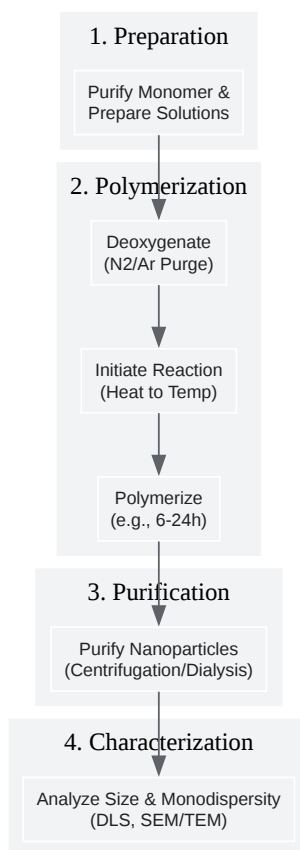 1. Preparation
Purify Monomer &
Prepare Solutions
2. Polymerization
Deoxygenate
(N2/Ar Purge)
Initiate Reaction
(Heat to Temp)
Polymerize
(e.g., 6-24h)
3. Purification
Purify Nanoparticles
(Centrifugation/Dialysis)
4. Characterization
Analyze Size & Monodispersity
(DLS, SEM/TEM)